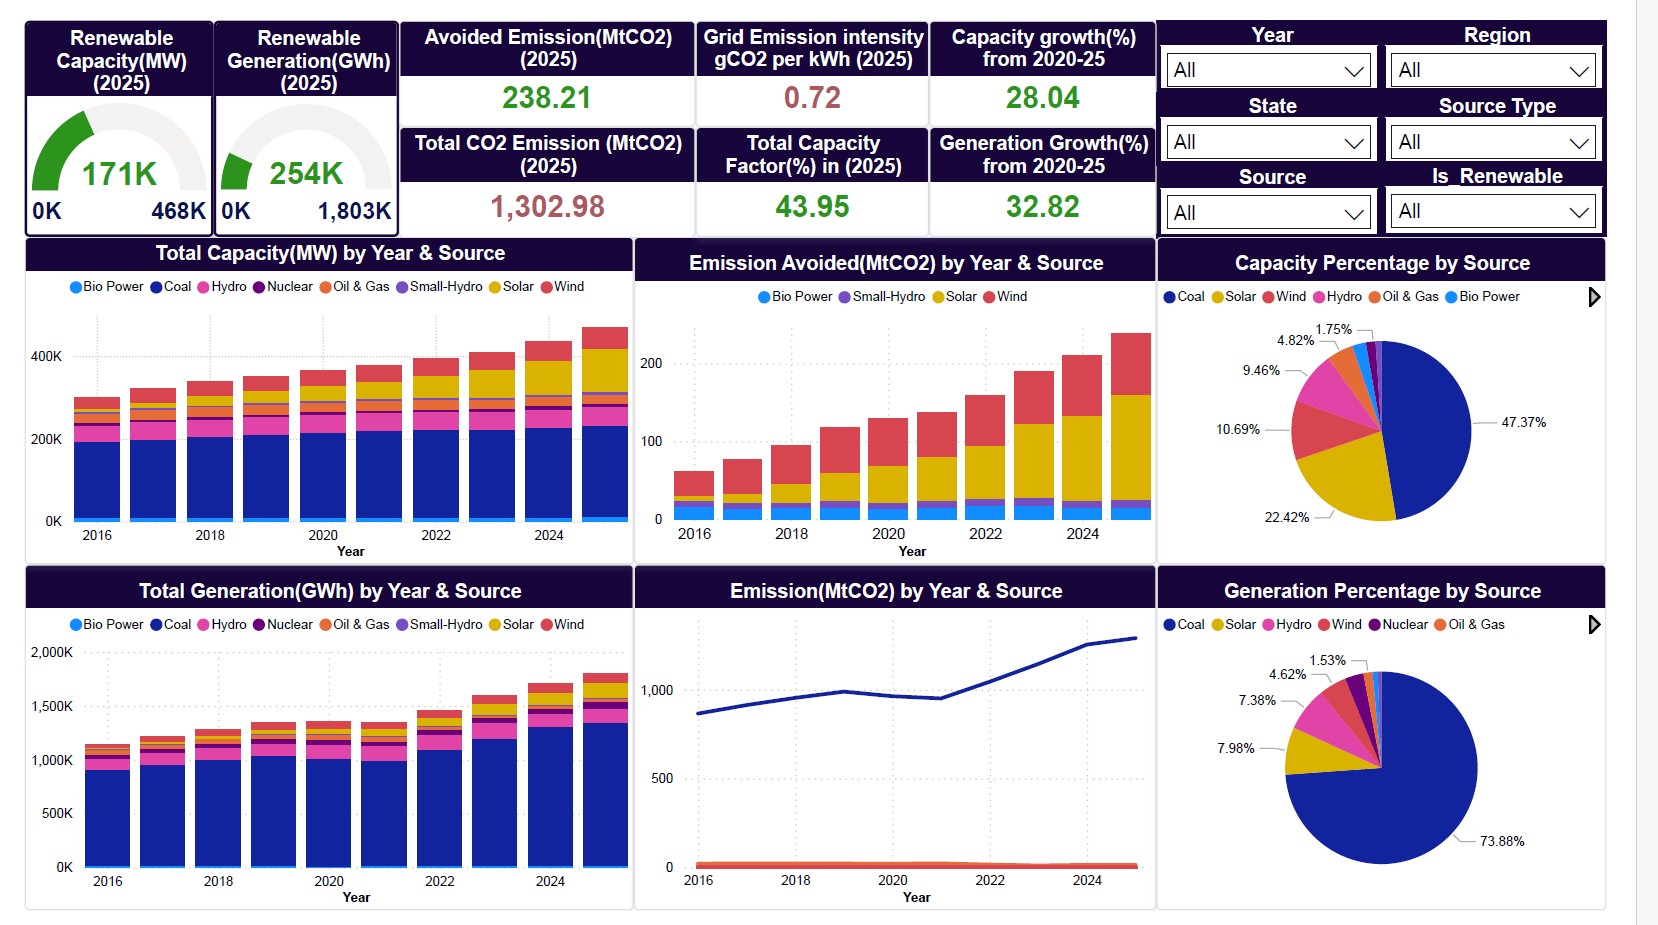 Renewable
Capacity(MW)
(2025)
171K
0K 468K
Renewable
Generation(GWh)
(2025)
254K
0K 1,803K
Avoided Emission(MtCO2)
(2025)
238.21
Grid Emission intensity
gCO2 per kWh (2025)
0.72
Capacity growth(%)
from 2020-25
28.04
Total CO2 Emission (MtCO2)
(2025)
1,302.98
Total Capacity
Factor(%) in (2025)
43.95
Generation Growth(%)
from 2020-25
32.82
Year
All
Region
All
State
All
Source Type
All
Source
All
Is_Renewable
All
Total Capacity(MW) by Year & Source
Bio Power Coal Hydro Nuclear Oil & Gas Small-Hydro Solar Wind
400K
200K
0K
2016 2018 2020 2022 2024
Year
Emission Avoided(MtCO2) by Year & Source
Bio Power Small-Hydro Solar Wind
200
100
0
2016 2018 2020 2022 2024
Year
Capacity Percentage by Source
Coal Solar Wind Hydro Oil & Gas Bio Power
1.75%
4.82%
9.46%
10.69%
22.42%
47.37%
Total Generation(GWh) by Year & Source
Bio Power Coal Hydro Nuclear Oil & Gas Small-Hydro Solar Wind
2,000K
1,500K
1,000K
500K
0K
2016 2018 2020 2022 2024
Year
Emission(MtCO2) by Year & Source
1,000
500
0
2016 2018 2020 2022 2024
Year
Generation Percentage by Source
Coal Solar Hydro Wind Nuclear Oil & Gas
1.53%
4.62%
7.38%
7.98%
73.88%